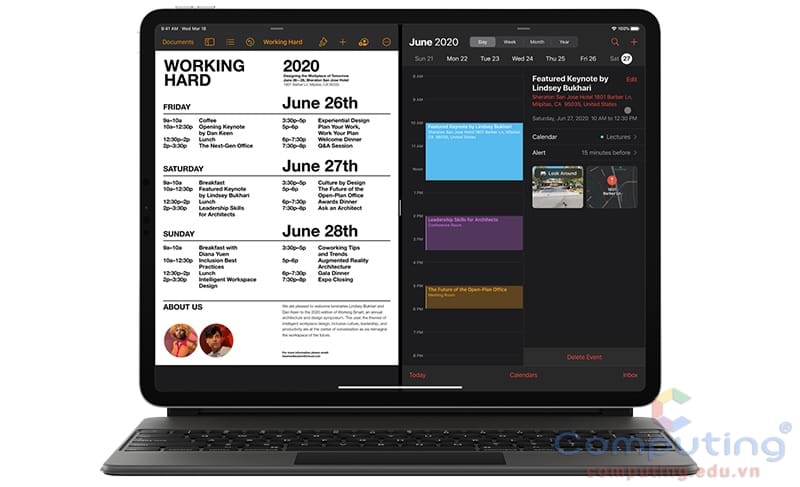 9:41 AM Wed Mar 18
Documents
Working Hard
WORKING
HARD
2020
Designing the Workplace of Tomorrow
June 26–28, Sheraton San Jose Hotel
1801 Barber Ln, Milpitas, CA
FRIDAY
June 26th
9a–10a Coffee
10a–12:30p Opening Keynote
by Dan Keen
12:30p–2p Lunch
2p–3:30p The Next-Gen Office
3:30p–5p Experiential Design
5p–6p Plan Your Work,
Work Your Plan
6p–7:30p Welcome Dinner
7:30p–8p Q&A Session
SATURDAY
June 27th
9a–10a Breakfast
10a–12:30p Featured Keynote
by Lindsey Bukhari
12:30p–2p Lunch
2p–3:30p Leadership Skills
for Architects
3:30p–5p Culture by Design
5p–6p The Future of the
Open-Plan Office
6p–7:30p Awards Dinner
7:30p–8p Ask an Architect
SUNDAY
June 28th
9a–10a Breakfast with
Diana Yuen
10a–12:30p Inclusion Best
Practices
12:30p–2p Lunch
2p–3:30p Intelligent Workspace
Design
3:30p–5p Coworking Tips
and Trends
5p–6p Augmented Reality
Architecture
6p–7:30p Gala Dinner
7:30p–8p Expo Closing
ABOUT US
We are pleased to welcome luminaries Lindsey Bukhari and
Dan Keen to the 2020 edition of Working Smart, an annual
architecture and design symposium. This year, the themes of
intelligent workspace design, inclusive culture, leadership, and
productivity are at the center of conversation as we reimagine
the workspace of the future.
For more information please email:
100%
June 2020
Day Week Month Year
Sun 21 Mon 22 Tue 23 Wed 24 Thu 25 Fri 26 Sat 27
8 AM
9 AM
10 AM
11 AM
Noon
1 PM
2 PM
3 PM
4 PM
5 PM
6 PM
7 PM
8 PM
Featured Keynote by Lindsey Bukhari
Sheraton San Jose Hotel 1801 Barber Ln, Milpitas, CA 95035, United States
Leadership Skills for Architects
Conference Room
The Future of the Open-Plan Office
Meeting Room
Featured Keynote by
Lindsey Bukhari
Edit
Sheraton San Jose Hotel 1801 Barber Ln,
Milpitas, CA 95035, United States
Saturday, Jun 27, 2020 10 AM to 12:30 PM
Calendar Lectures
Alert 15 minutes before
Look Around
1801
Barber Ln,
Delete Event
Today
Calendars
Inbox
Computing®
computing.edu.vn